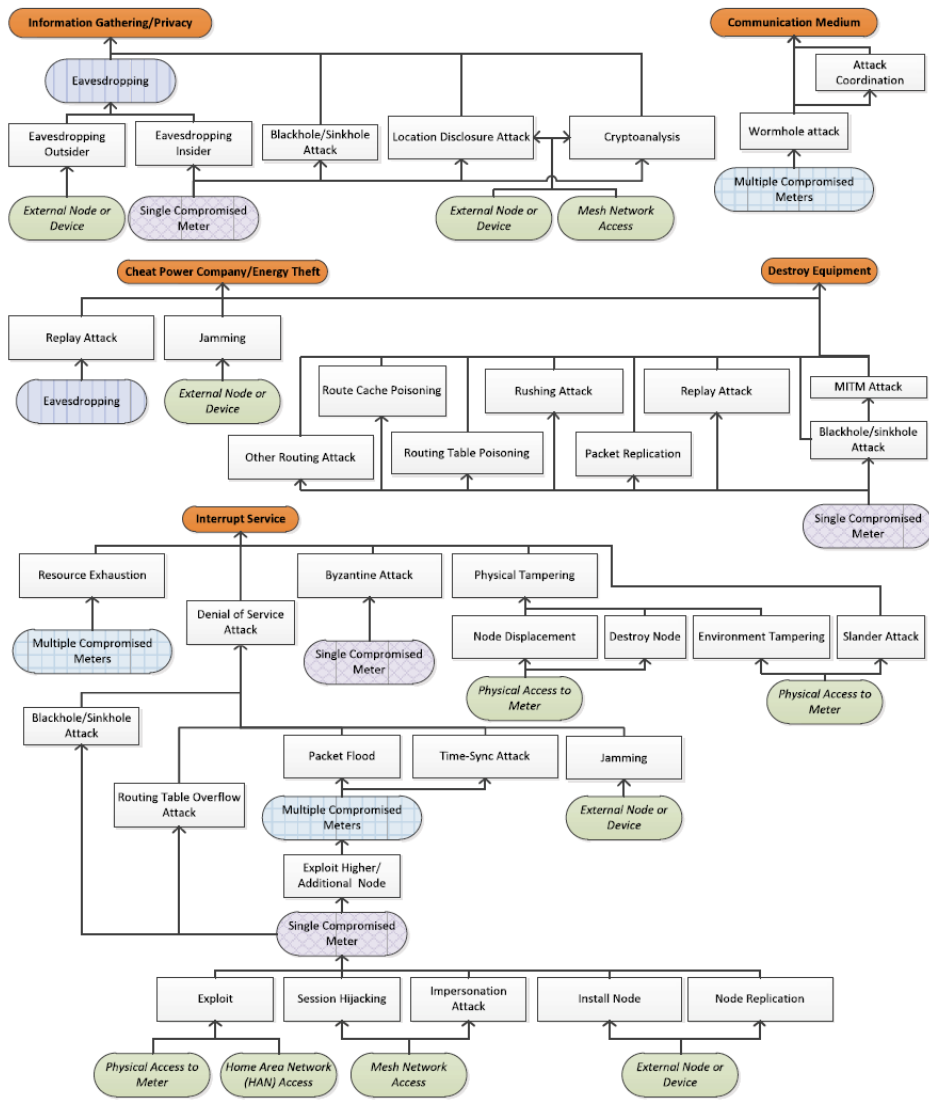 Information Gathering/Privacy
Communication Medium
Eavesdropping
Attack
Coordination
Eavesdropping
Outsider
Eavesdropping
Insider
Blackhole/Sinkhole
Attack
Location Disclosure Attack
Cryptoanalysis
Wormhole attack
External Node or
Device
Single Compromised
Meter
External Node or
Device
Mesh Network
Access
Multiple Compromised
Meters
Cheat Power Company/Energy Theft
Destroy Equipment
Replay Attack
Jamming
Eavesdropping
External Node or
Device
Route Cache Poisoning
Rushing Attack
Replay Attack
MITM Attack
Other Routing Attack
Routing Table Poisoning
Packet Replication
Blackhole/sinkhole
Attack
Single Compromised
Meter
Interrupt Service
Resource Exhaustion
Byzantine Attack
Physical Tampering
Denial of Service
Attack
Multiple Compromised
Meters
Single Compromised
Meter
Node Displacement
Destroy Node
Environment Tampering
Slander Attack
Physical Access to
Meter
Physical Access to
Meter
Blackhole/Sinkhole
Attack
Packet Flood
Time-Sync Attack
Jamming
Routing Table Overflow
Attack
Multiple Compromised
Meters
External Node or
Device
Exploit Higher/
Additional Node
Single Compromised
Meter
Exploit
Session Hijacking
Impersonation
Attack
Install Node
Node Replication
Physical Access to
Meter
Home Area Network
(HAN) Access
Mesh Network
Access
External Node or
Device